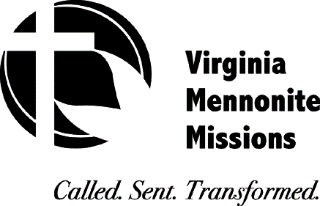 Virginia
Mennonite
Missions
Called. Sent. Transformed.